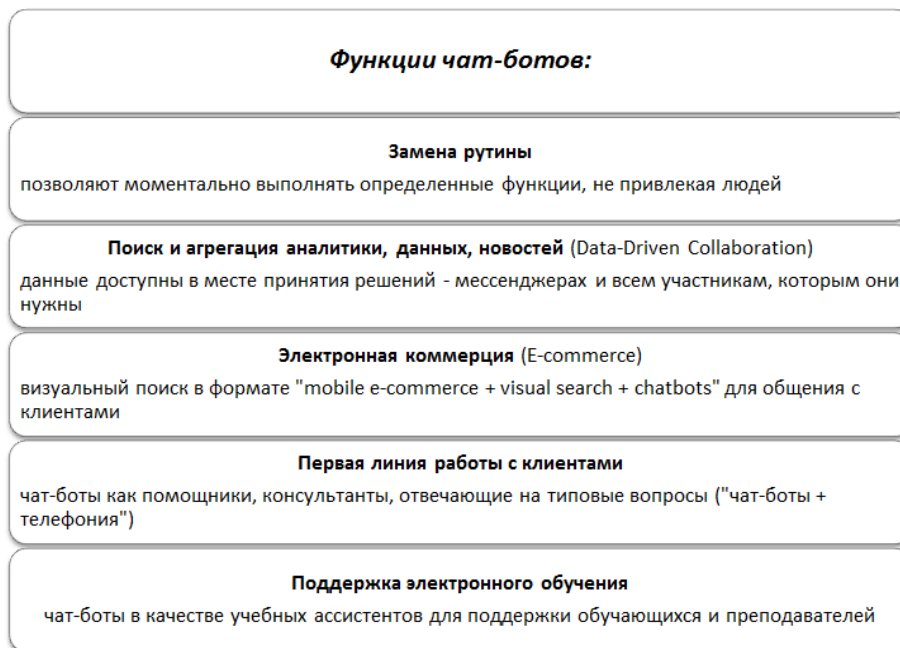 Функции чат-ботов:
Замена рутины
позволяют моментально выполнять определенные функции, не привлекая людей
Поиск и агрегация аналитики, данных, новостей (Data-Driven Collaboration)
данные доступны в месте принятия решений - мессенджерах и всем участникам, которым они
нужны
Электронная коммерция (E-commerce)
визуальный поиск в формате "mobile e-commerce + visual search + chatbots" для общения с
клиентами
Первая линия работы с клиентами
чат-боты как помощники, консультанты, отвечающие на типовые вопросы ("чат-боты +
телефония")
Поддержка электронного обучения
чат-боты в качестве учебных ассистентов для поддержки обучающихся и преподавателей